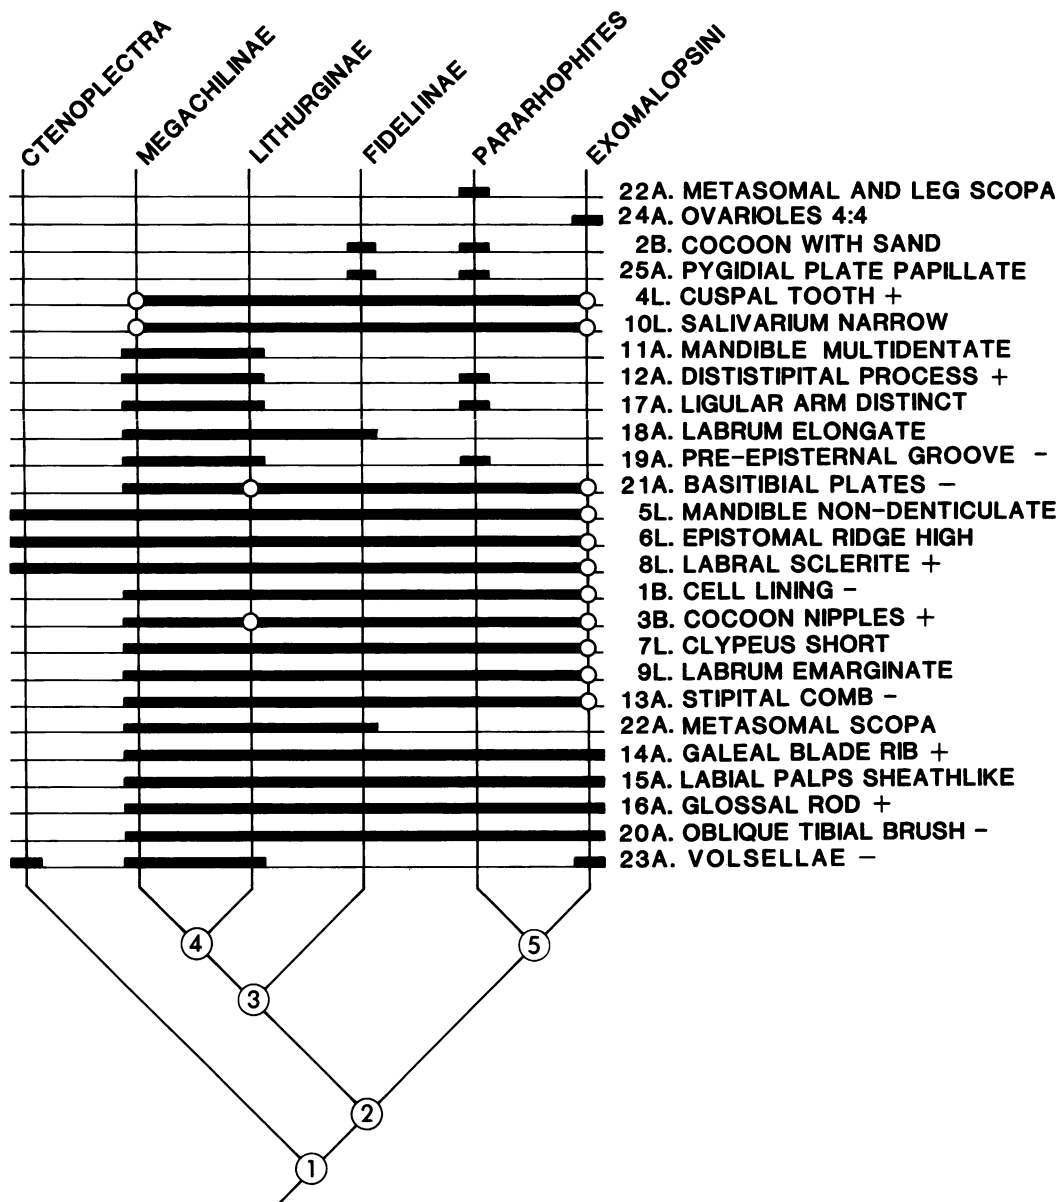 CTENOPLECTRA
MEGACHILINAE
LITHURGINAE
FIDELIINAE
PARARHOPHITES
EXOMALOPSINI
22A. METASOMAL AND LEG SCOPA
24A. OVARIOLES 4:4
2B. COCOON WITH SAND
25A. PYGIDIAL PLATE PAPILLATE
4L. CUSPAL TOOTH +
10L. SALIVARIUM NARROW
11A. MANDIBLE MULTIDENTATE
12A. DISTISTIPITAL PROCESS +
17A. LIGULAR ARM DISTINCT
18A. LABRUM ELONGATE
19A. PRE-EPISTERNAL GROOVE -
21A. BASITIBIAL PLATES -
5L. MANDIBLE NON-DENTICULATE
6L. EPISTOMAL RIDGE HIGH
8L. LABRAL SCLERITE +
1B. CELL LINING -
3B. COCOON NIPPLES +
7L. CLYPEUS SHORT
9L. LABRUM EMARGINATE
13A. STIPITAL COMB -
22A. METASOMAL SCOPA
14A. GALEAL BLADE RIB +
15A. LABIAL PALPS SHEATHLIKE
16A. GLOSSAL ROD +
20A. OBLIQUE TIBIAL BRUSH -
23A. VOLSELLAE -
4
5
3
2
1